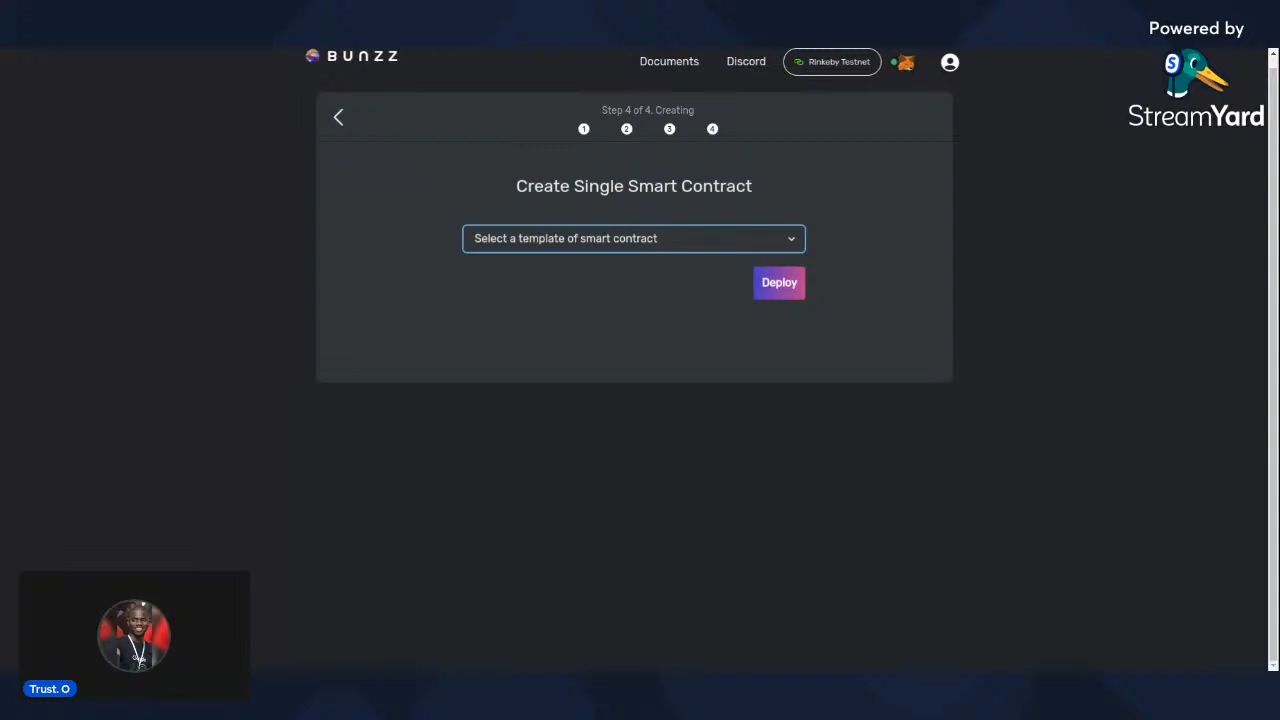 Powered by
StreamYard
BUNZZ
Documents
Discord
Rinkeby Testnet
Step 4 of 4. Creating
1
2
3
4
Create Single Smart Contract
Select a template of smart contract
Deploy
Trust. O